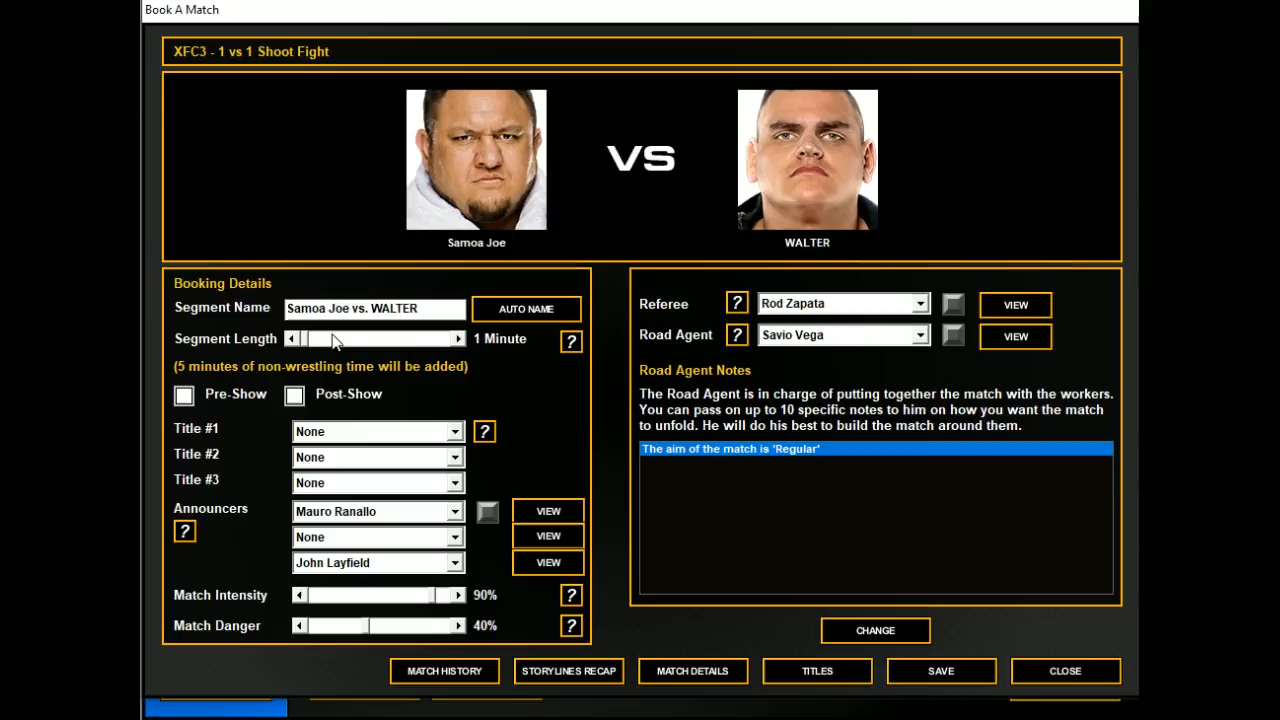 Book A Match
XFC3 - 1 vs 1 Shoot Fight
VS
Samoa Joe
WALTER
Booking Details
Segment Name
Samoa Joe vs. WALTER
AUTO NAME
Segment Length
1 Minute
?
(5 minutes of non-wrestling time will be added)
Pre-Show
Post-Show
Title #1
None
?
Title #2
None
Title #3
None
Announcers
?
Mauro Ranallo
VIEW
None
VIEW
John Layfield
VIEW
Match Intensity
90%
?
Match Danger
40%
?
Referee
?
Rod Zapata
VIEW
Road Agent
?
Savio Vega
VIEW
Road Agent Notes
The Road Agent is in charge of putting together the match with the workers.
You can pass on up to 10 specific notes to him on how you want the match
to unfold. He will do his best to build the match around them.
The aim of the match is 'Regular'
CHANGE
MATCH HISTORY
STORYLINES RECAP
MATCH DETAILS
TITLES
SAVE
CLOSE